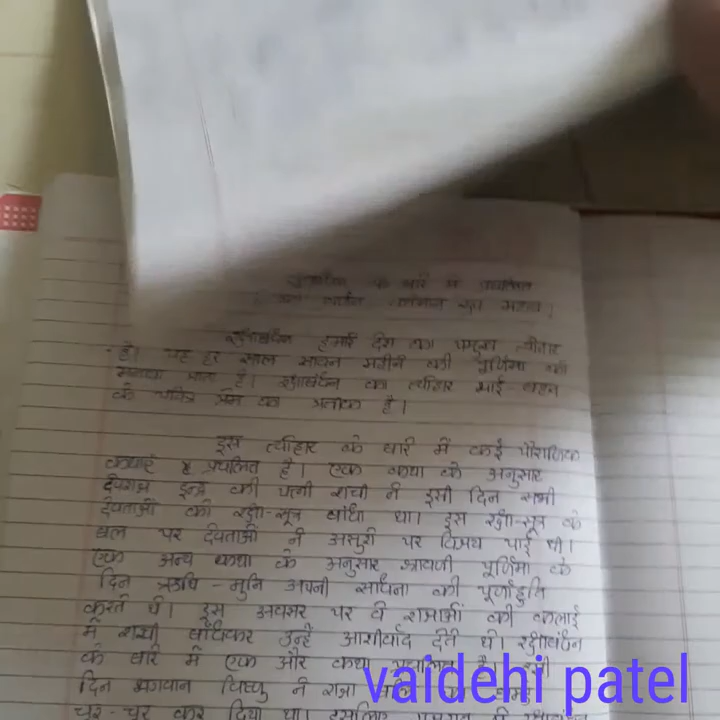 के बारे में प्रचलित
रक्षाबंधन हमारे देश का प्रमुख त्यौहार
है। यह हर साल सावन महीने की पूर्णिमा को
मनाया जाता है। रक्षाबंधन का त्यौहार भाई-बहन
के पवित्र प्रेम का प्रतीक है।
इस त्यौहार के बारे में कई पौराणिक
कथाएँ प्रचलित है। एक कथा के अनुसार
देवराज इन्द्र की पत्नी शची ने इसी दिन सभी
देवताओं को रक्षा-सूत्र बांधा था। इस रक्षा-सूत्र के
बल पर देवताओं ने असुरों पर विजय पाई थी।
एक अन्य कथा के अनुसार श्रावणी पूर्णिमा के
दिन ऋषि-मुनि अपनी साधना की पूर्णाहुति
करते थे। इस अवसर पर वे राजाओं की कलाई
में राखी बाँधकर उन्हें आशीर्वाद देते थे। रक्षाबंधन
के बारे में एक और कथा प्रचलित है। इसी
दिन भगवान विष्णु ने राजा
चूर-चूर कर दिया था। इसलिए
vaidehi patel